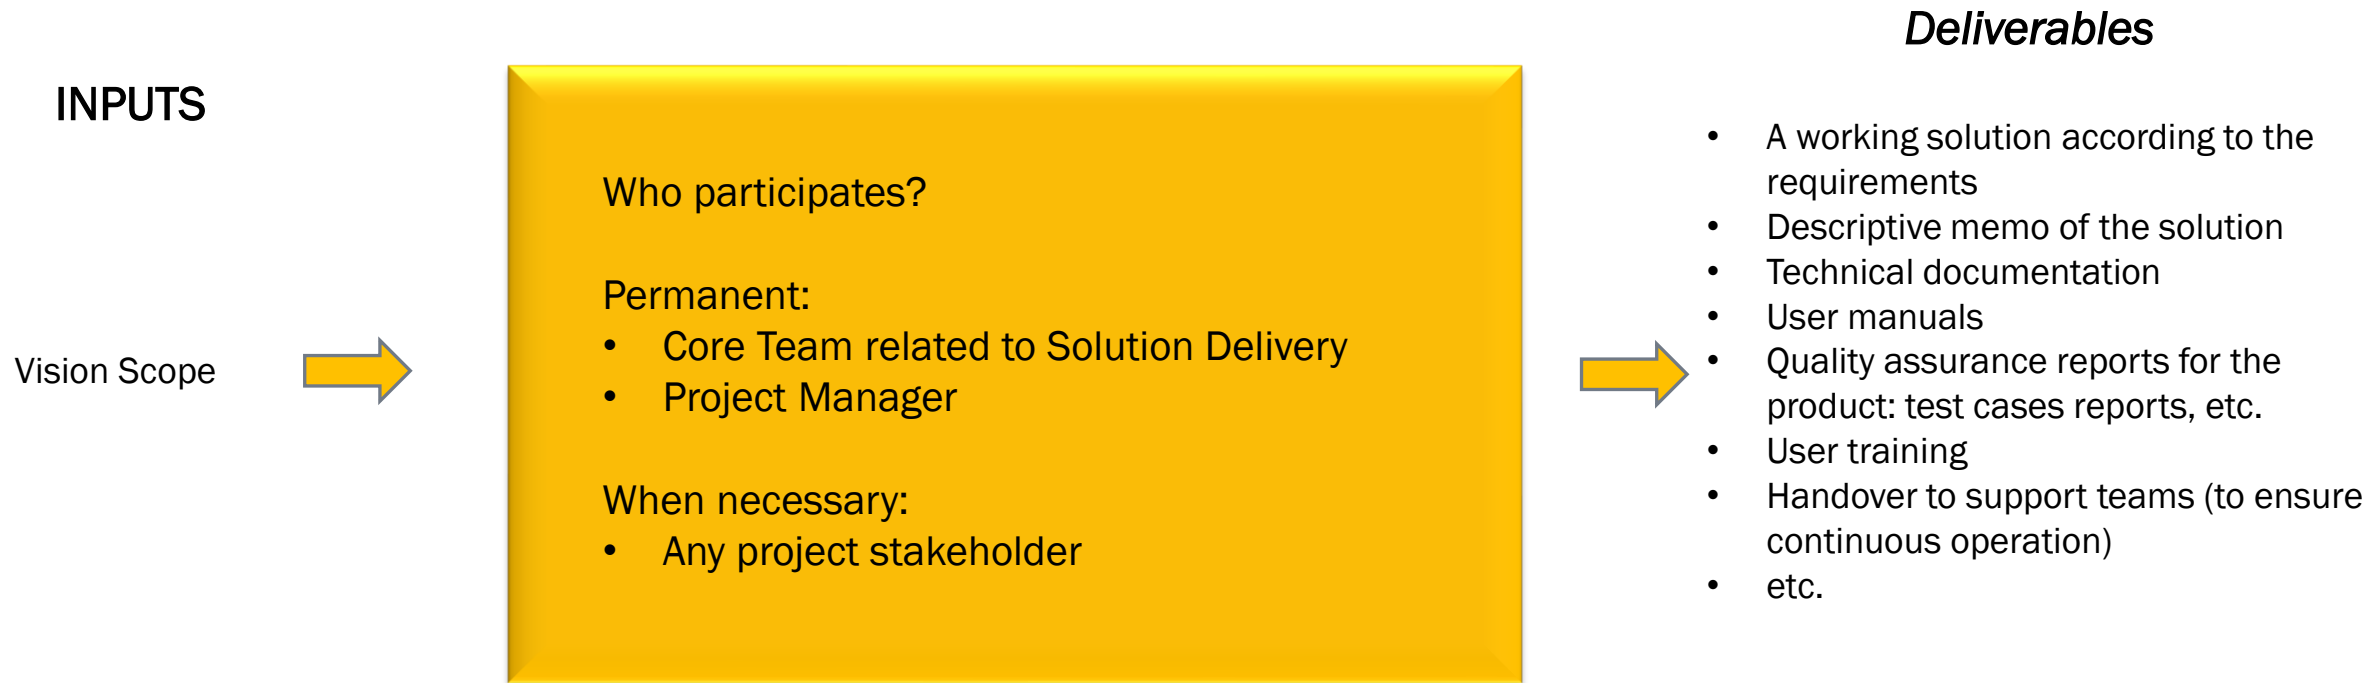 INPUTS
Vision Scope
Who participates?
Permanent:
• Core Team related to Solution Delivery
• Project Manager
When necessary:
• Any project stakeholder
Deliverables
• A working solution according to the
requirements
• Descriptive memo of the solution
• Technical documentation
• User manuals
• Quality assurance reports for the
product: test cases reports, etc.
• User training
• Handover to support teams (to ensure
continuous operation)
• etc.